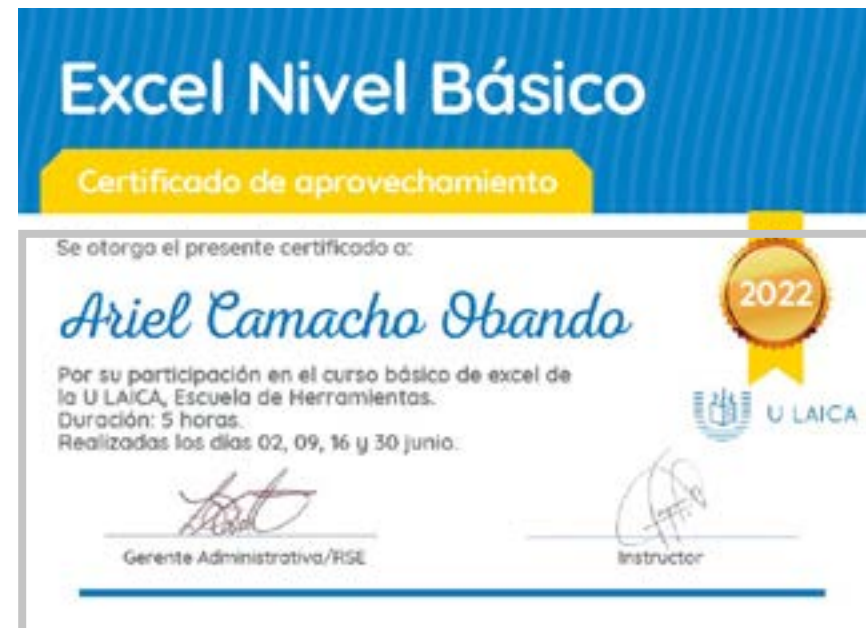 Excel Nivel Básico
Certificado de aprovechamiento
Se otorga el presente certificado a:
Ariel Camacho Obando
2022
Por su participación en el curso básico de excel de
la U LAICA, Escuela de Herramientas.
Duración: 5 horas.
Realizadas los días 02, 09, 16 y 30 junio.
U LAICA
Gerente Administrativa/RSE
Instructor